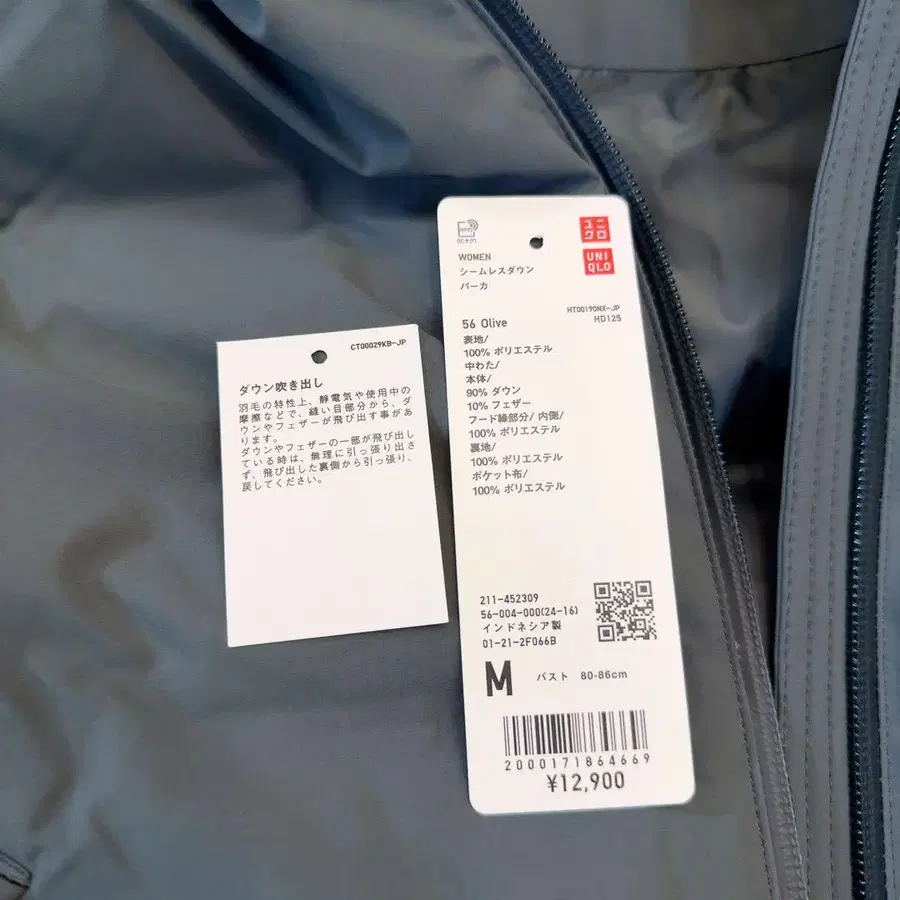 CT00029KB-JP
ダウン吹き出し
羽毛の特性上、静電気や使用中の
摩擦などで、縫い目部分から、ダ
ウンやフェザーが飛び出す事があ
ります。
ダウンやフェザーの一部が飛び出し
ている時は、無理に引っ張り出さ
ず、飛び出した裏側から引っ張り、
戻してください。
RFID
(ICタグ)
ユニ
クロ
UNI
QLO
WOMEN
シームレスダウン
パーカ
HT00190NX-JP
HD125
56 Olive
表地/
100% ポリエステル
中わた/
本体/
90% ダウン
10% フェザー
フード縁部分/ 内側/
100% ポリエステル
裏地/
100% ポリエステル
ポケット布/
100% ポリエステル
211-452309
56-004-000(24-16)
インドネシア製
01-21-2F066B
M バスト 80-86cm
2000171864669
¥12,900